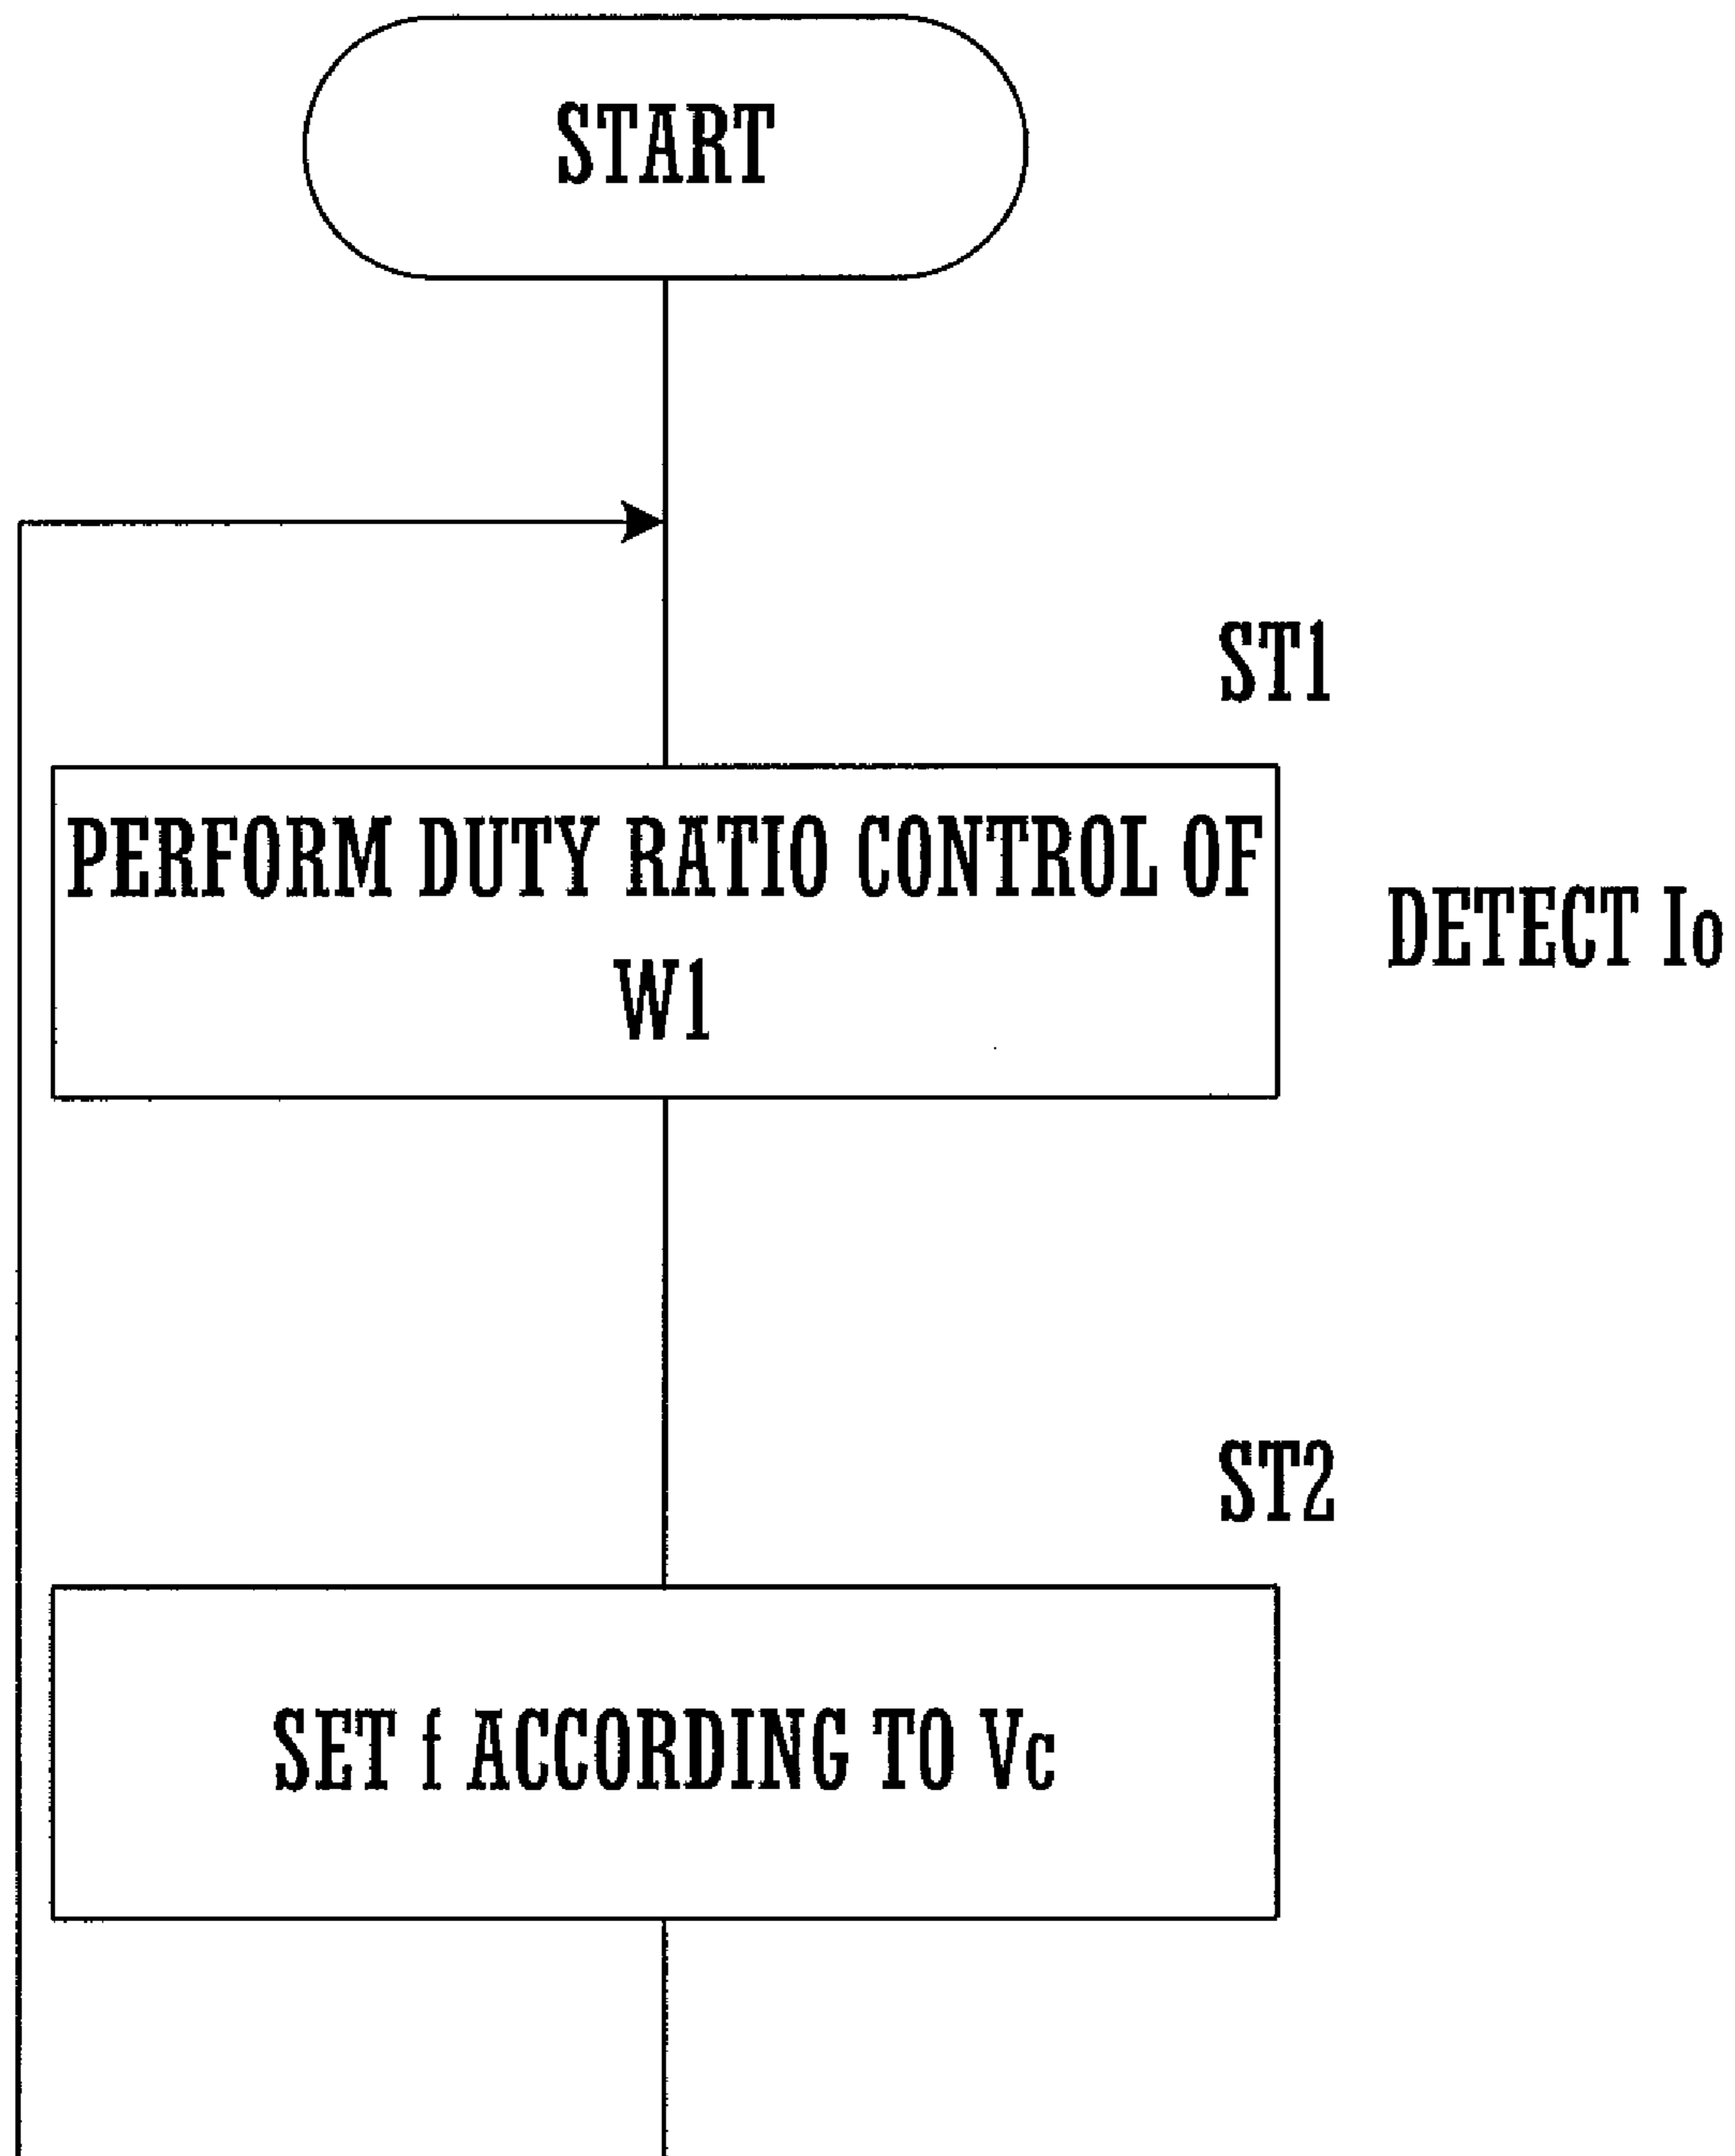 START
ST1
PERFORM DUTY RATIO CONTROL OF
W1
DETECT Io
ST2
SET f ACCORDING TO Vc